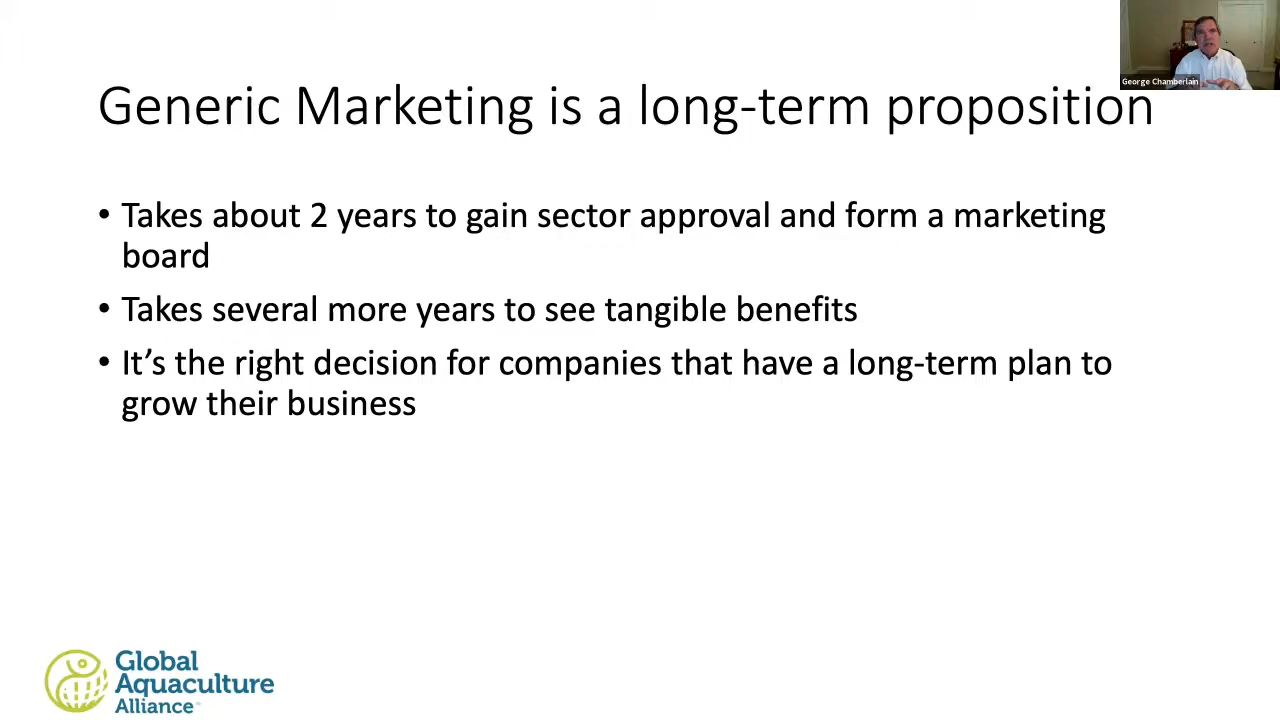 George Chamberlain
Generic Marketing is a long-term proposition
• Takes about 2 years to gain sector approval and form a marketing
board
• Takes several more years to see tangible benefits
• It’s the right decision for companies that have a long-term plan to
grow their business
Global
Aquaculture
Alliance™